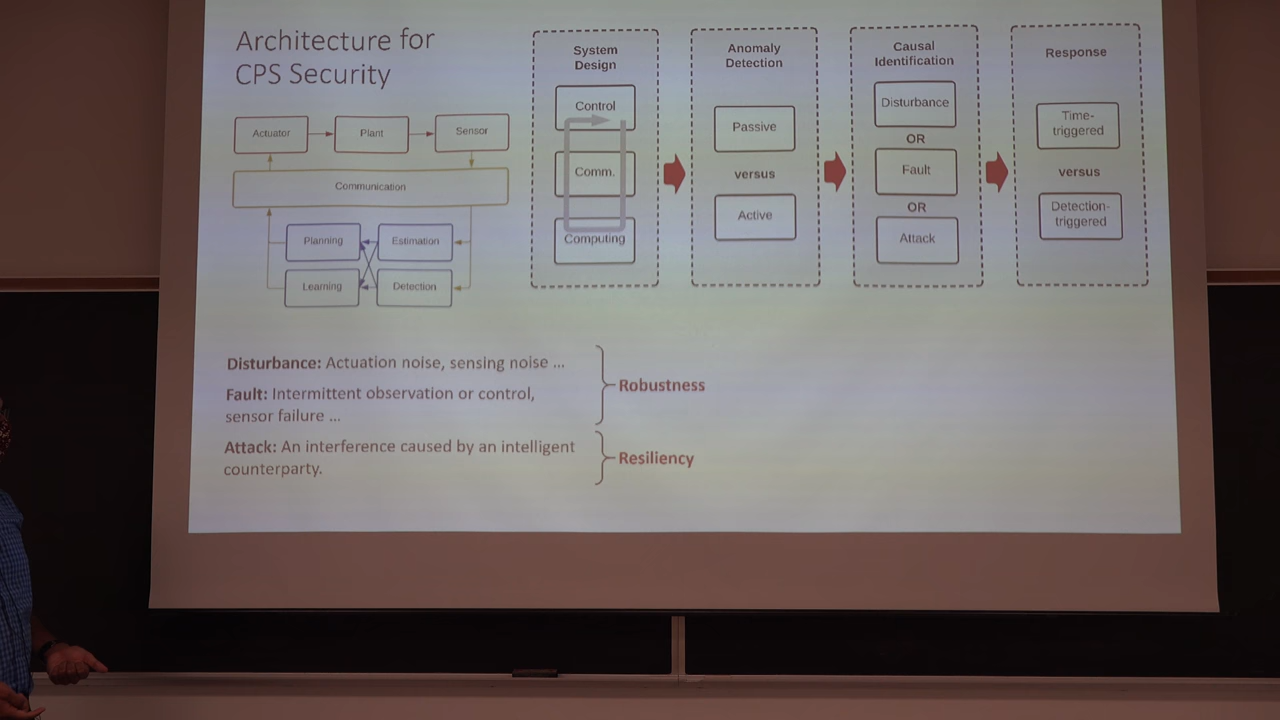 Architecture for
CPS Security
Actuator
Plant
Sensor
Communication
Planning
Estimation
Learning
Detection
System
Design
Control
Comm.
Computing
Anomaly
Detection
Passive
versus
Active
Causal
Identification
Disturbance
OR
Fault
OR
Attack
Response
Time-
triggered
versus
Detection-
triggered
Disturbance: Actuation noise, sensing noise ...
Fault: Intermittent observation or control,
sensor failure ...
Robustness
Attack: An interference caused by an intelligent
counterparty.
Resiliency